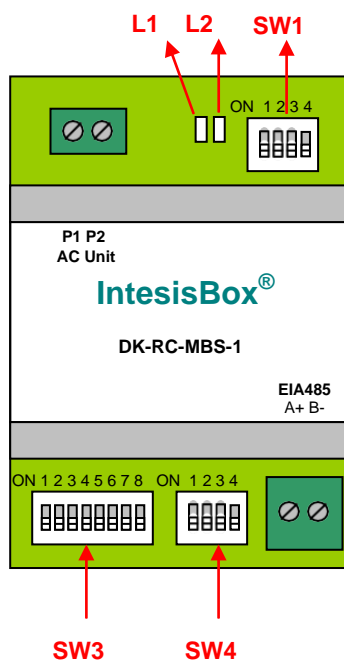 L1 L2 SW1
ON 1 2 3 4
P1 P2
AC Unit
IntesisBox®
DK-RC-MBS-1
EIA485
A+ B-
ON 1 2 3 4 5 6 7 8 ON 1 2 3 4
SW3 SW4